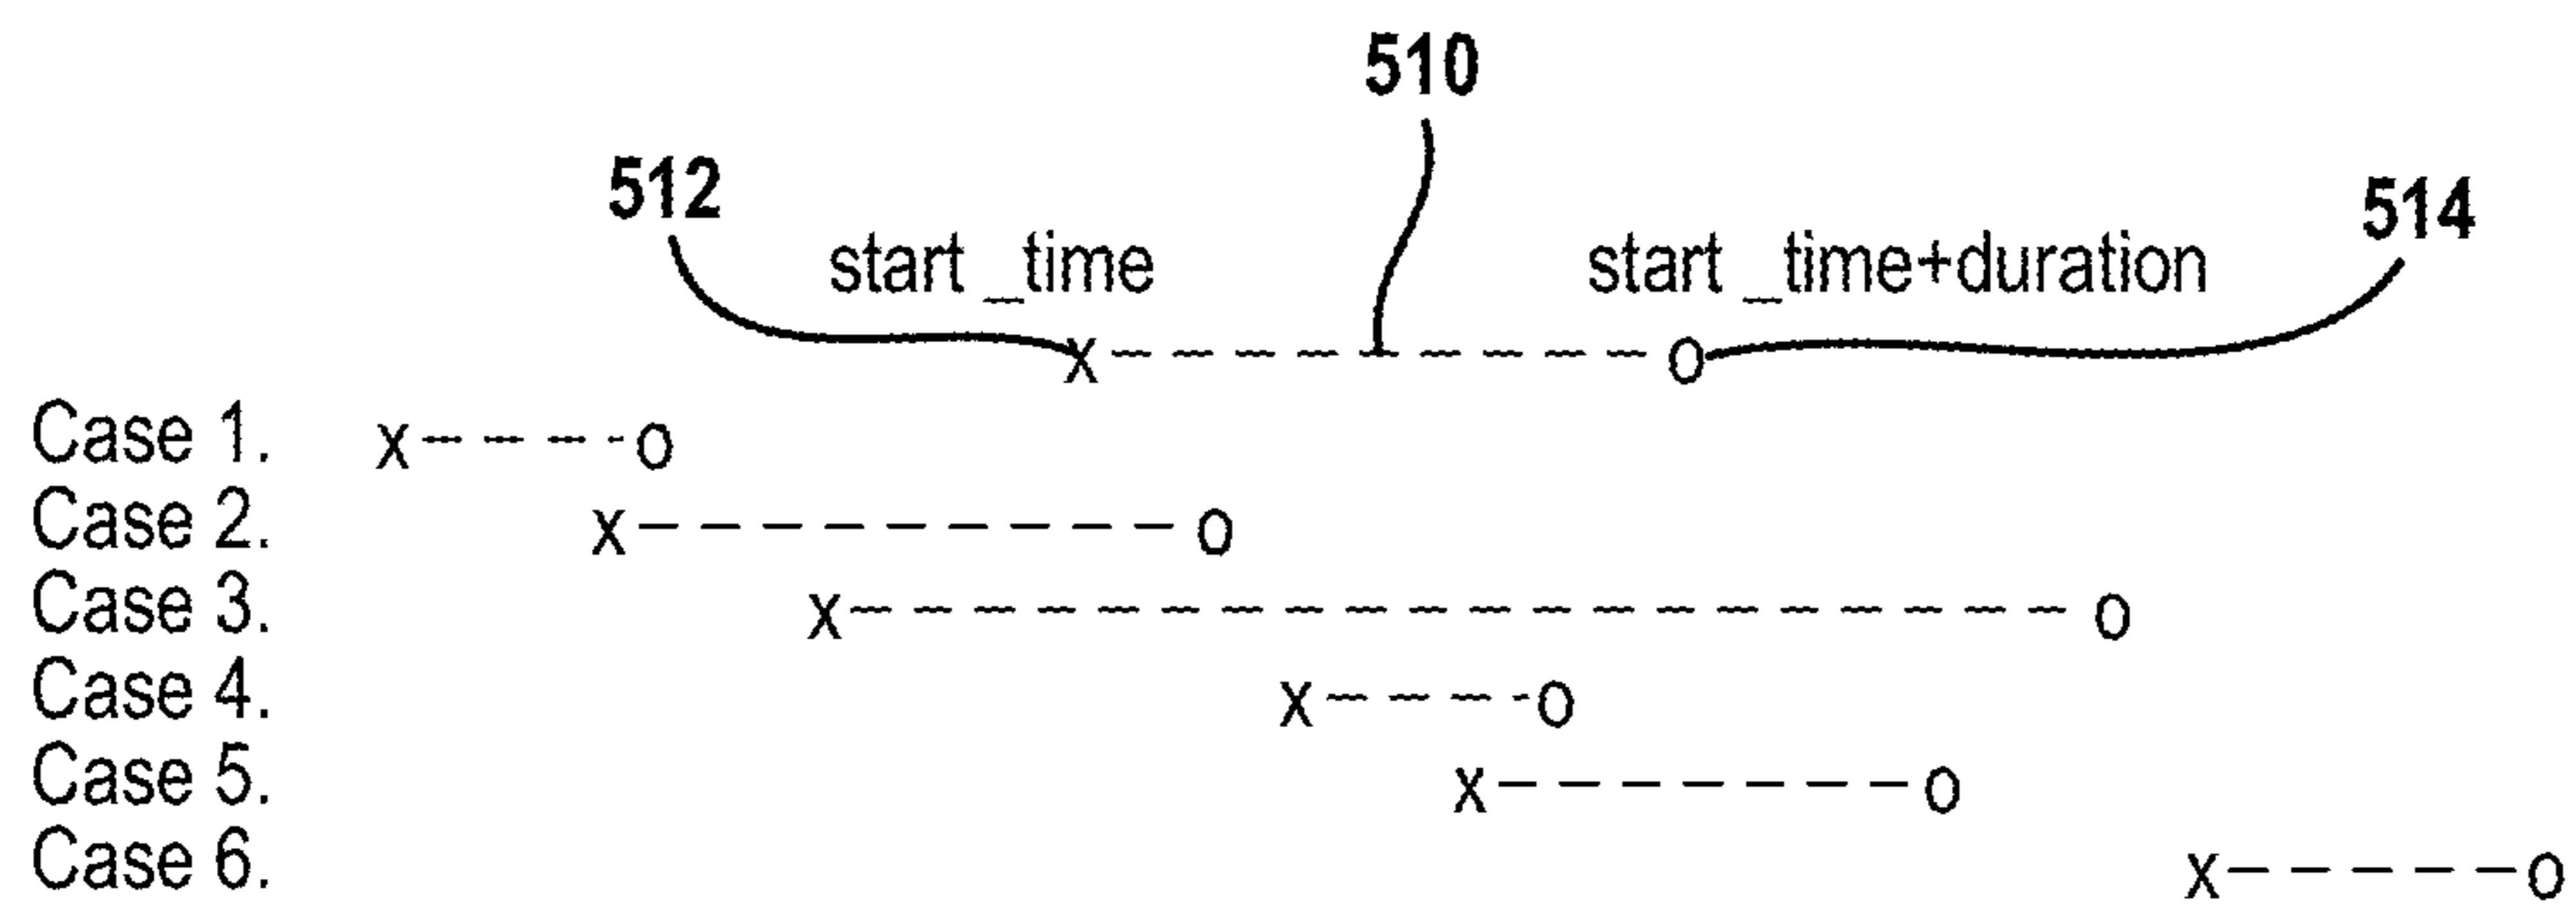 510
512
514
start _time start _time+duration
x - - - - - - - - - o
Case 1. x - - - - o
Case 2. x - - - - - - - - - o
Case 3. x - - - - - - - - - - - - - - - - - - - - o
Case 4. x - - - - o
Case 5. x - - - - - - - o
Case 6. x - - - - - o